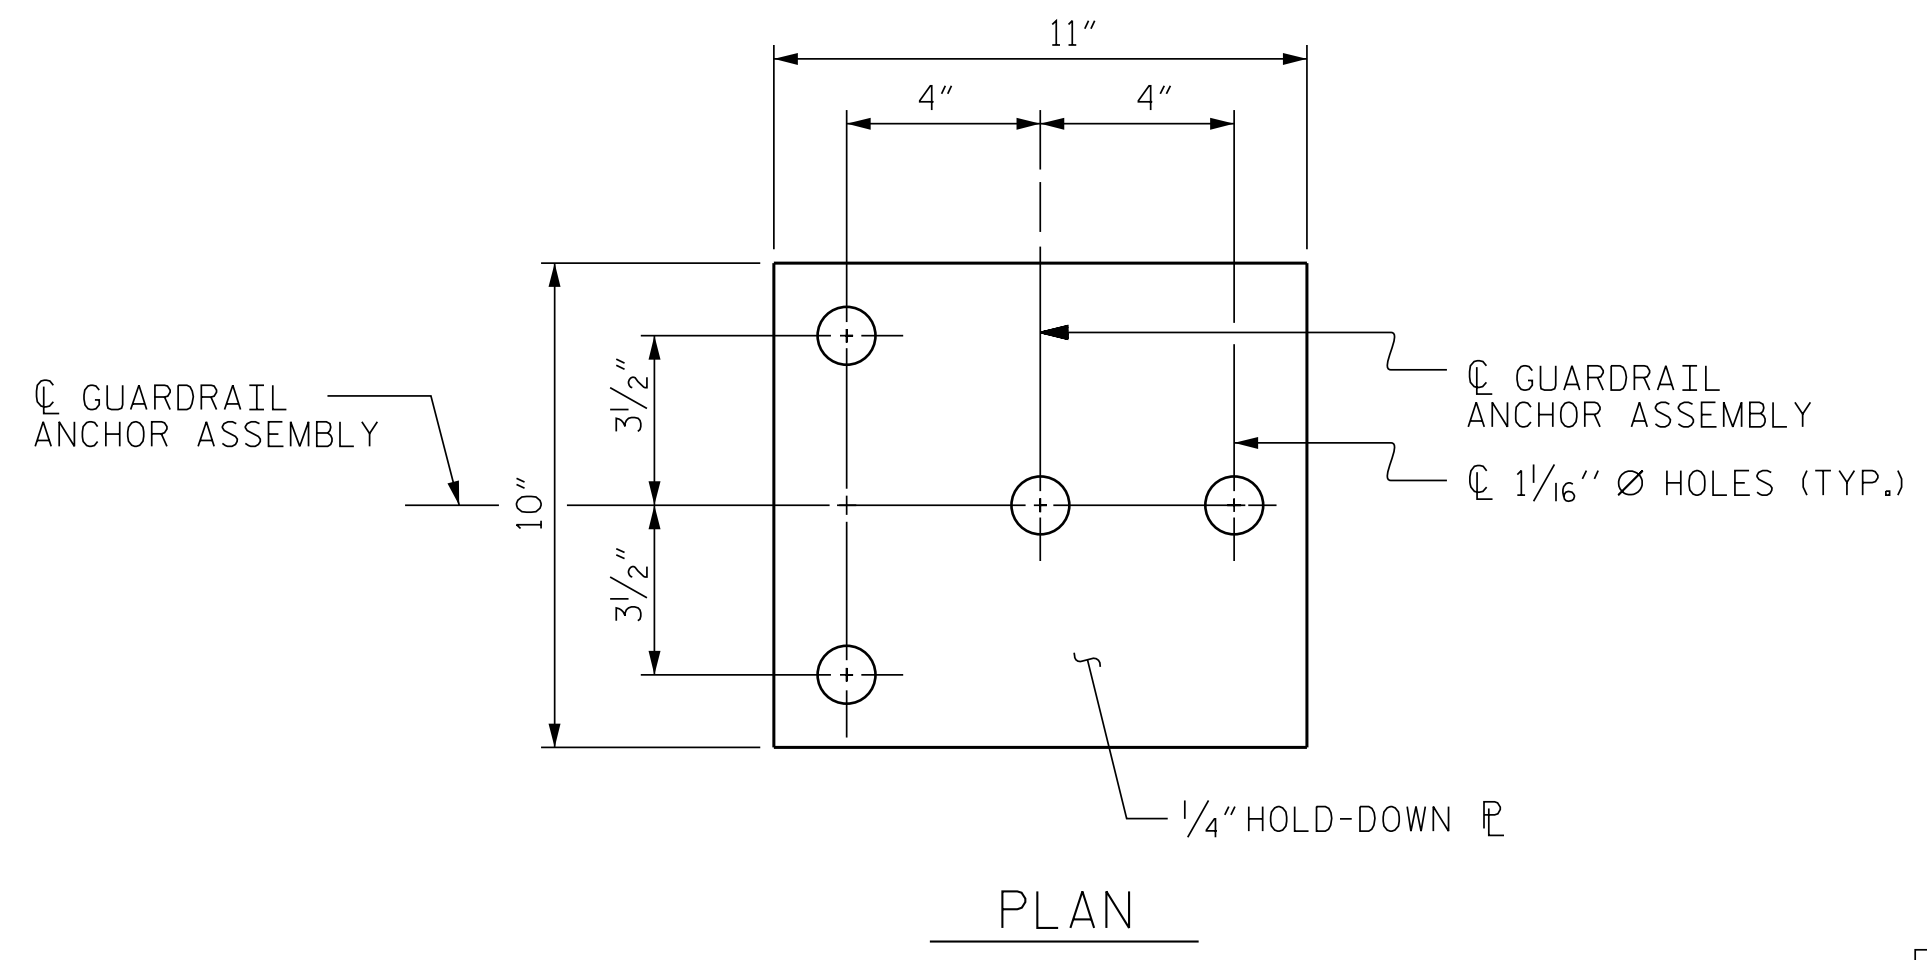 11"
4" 4"
℄ GUARDRAIL
ANCHOR ASSEMBLY
3 1/2"
10"
3 1/2"
℄ GUARDRAIL
ANCHOR ASSEMBLY
℄ 1 1/16" Ø HOLES (TYP.)
1/4" HOLD-DOWN ⅊
PLAN